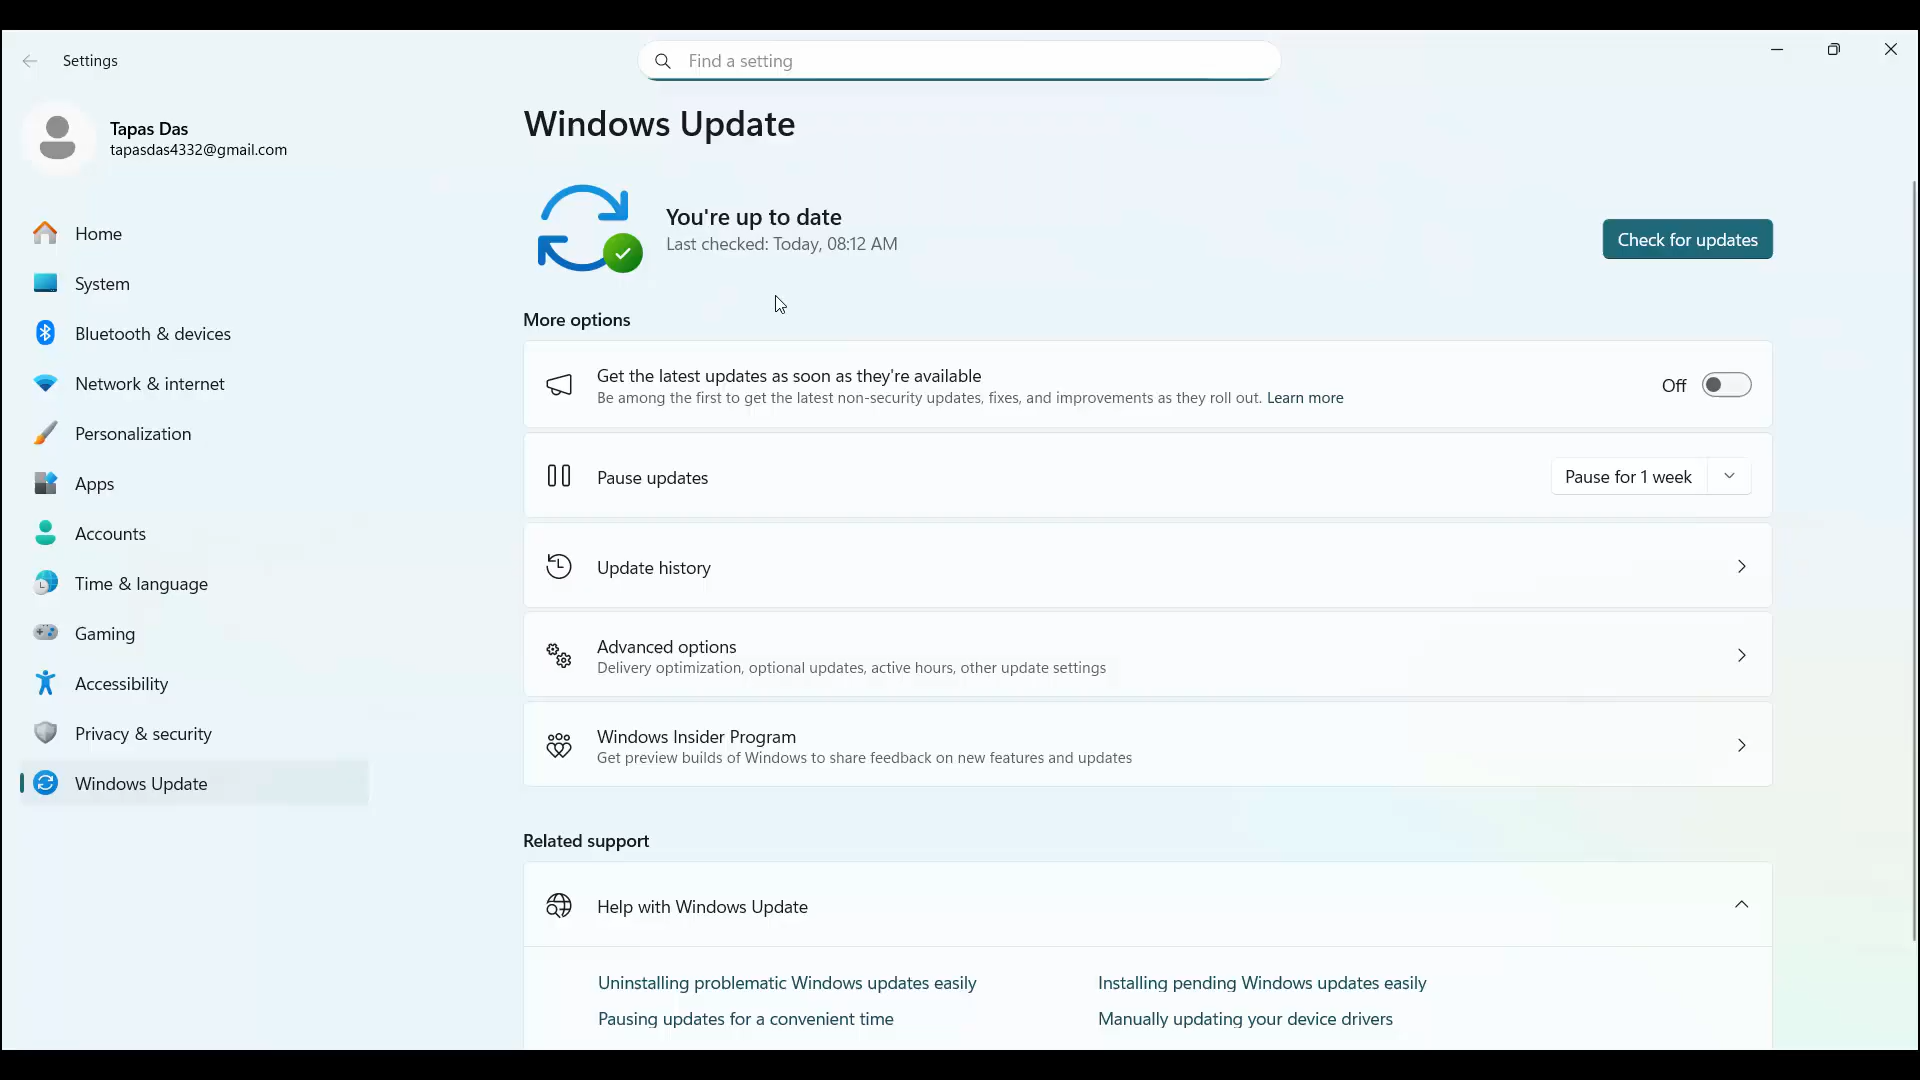 Settings
Find a setting
Tapas Das
tapasdas4332@gmail.com
Home
System
Bluetooth & devices
Network & internet
Personalization
Apps
Accounts
Time & language
Gaming
Accessibility
Privacy & security
Windows Update
Windows Update
You're up to date
Last checked: Today, 08:12 AM
Check for updates
More options
Get the latest updates as soon as they're available
Be among the first to get the latest non-security updates, fixes, and improvements as they roll out. Learn more
Off
Pause updates
Pause for 1 week
Update history
Advanced options
Delivery optimization, optional updates, active hours, other update settings
Windows Insider Program
Get preview builds of Windows to share feedback on new features and updates
Related support
Help with Windows Update
Uninstalling problematic Windows updates easily
Installing pending Windows updates easily
Pausing updates for a convenient time
Manually updating your device drivers